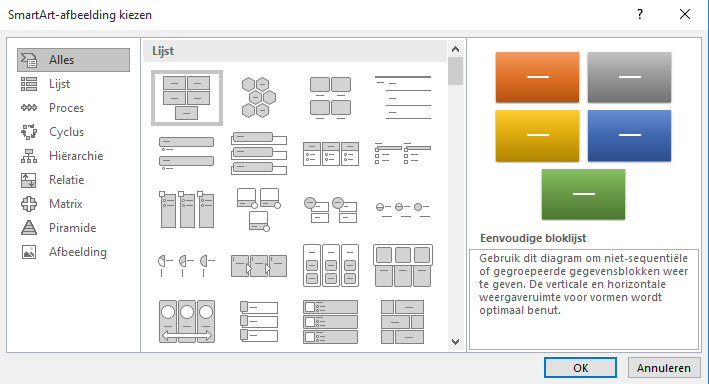 SmartArt-afbeelding kiezen
?
Alles
Lijst
Proces
Cyclus
Hiërarchie
Relatie
Matrix
Piramide
Afbeelding
Lijst
Eenvoudige bloklijst
Gebruik dit diagram om niet-sequentiële
of gegroepeerde gegevensblokken weer
te geven. De verticale en horizontale
weergaveruimte voor vormen wordt
optimaal benut.
OK
Annuleren